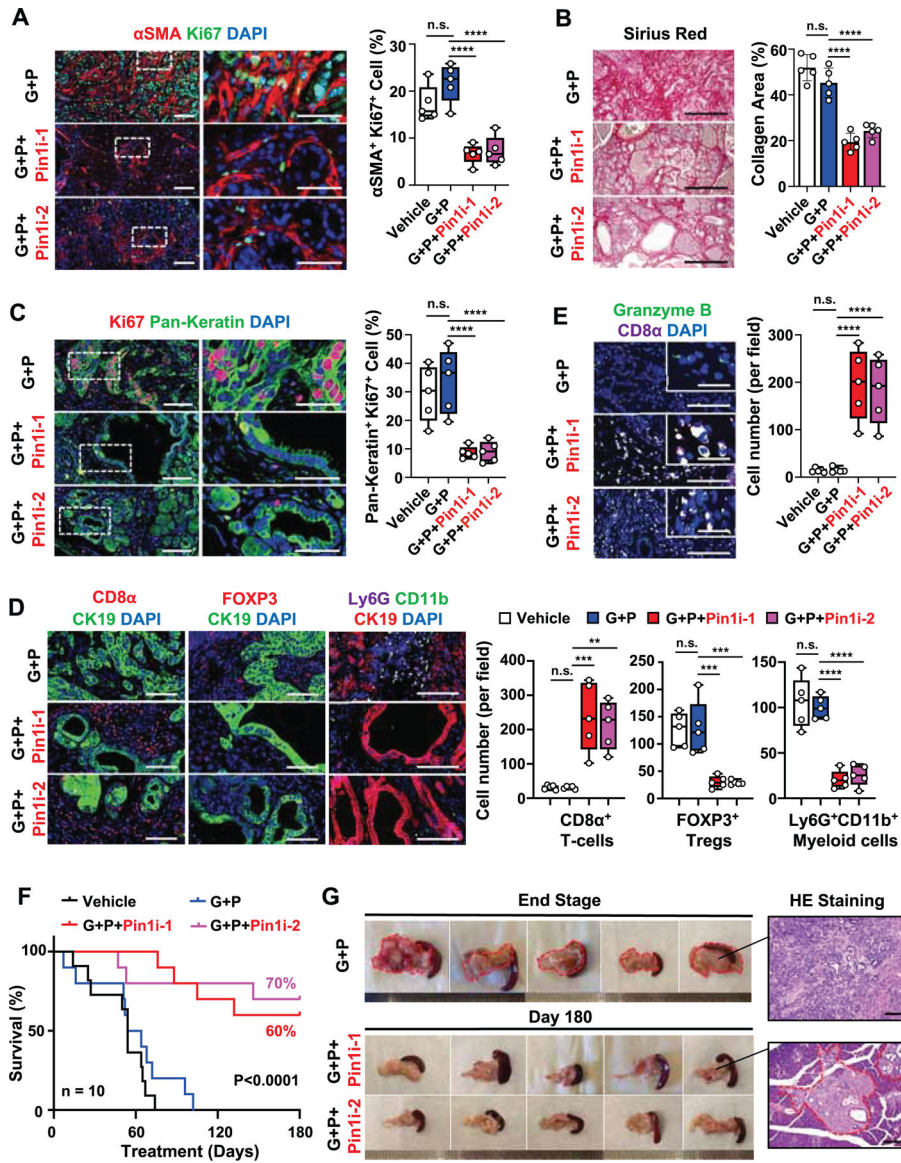 A
αSMA Ki67 DAPI
G+P
G+P+
Pin1i-1
G+P+
Pin1i-2
αSMA⁺ Ki67⁺ Cell (%)
30
20
10
0
n.s.
****
****
Vehicle
G+P
G+P+Pin1i-1
G+P+Pin1i-2
B
Sirius Red
G+P
G+P+
Pin1i-1
G+P+
Pin1i-2
Collagen Area (%)
60
40
20
0
n.s.
****
****
Vehicle
G+P
G+P+Pin1i-1
G+P+Pin1i-2
C
Ki67 Pan-Keratin DAPI
G+P
G+P+
Pin1i-1
G+P+
Pin1i-2
Pan-Keratin⁺ Ki67⁺ Cell (%)
50
40
30
20
10
0
n.s.
****
****
Vehicle
G+P
G+P+Pin1i-1
G+P+Pin1i-2
E
Granzyme B
CD8α DAPI
G+P
G+P+
Pin1i-1
G+P+
Pin1i-2
Cell number (per field)
300
200
100
0
n.s.
****
****
Vehicle
G+P
G+P+Pin1i-1
G+P+Pin1i-2
D
CD8α
CK19 DAPI
FOXP3
CK19 DAPI
Ly6G CD11b
CK19 DAPI
G+P
G+P+
Pin1i-1
G+P+
Pin1i-2
Vehicle G+P G+P+Pin1i-1 G+P+Pin1i-2
Cell number (per field)
400
300
200
100
0
n.s.
***
**
CD8α⁺
T-cells
250
200
150
100
50
0
n.s.
***
***
FOXP3⁺
Tregs
150
100
50
0
n.s.
****
****
Ly6G⁺CD11b⁺
Myeloid cells
F
Vehicle G+P
G+P+Pin1i-1 G+P+Pin1i-2
Survival (%)
100
50
0
70%
60%
n = 10
P<0.0001
0 60 120 180
Treatment (Days)
G
End Stage
HE Staining
G+P
Day 180
G+P+
Pin1i-1
G+P+
Pin1i-2